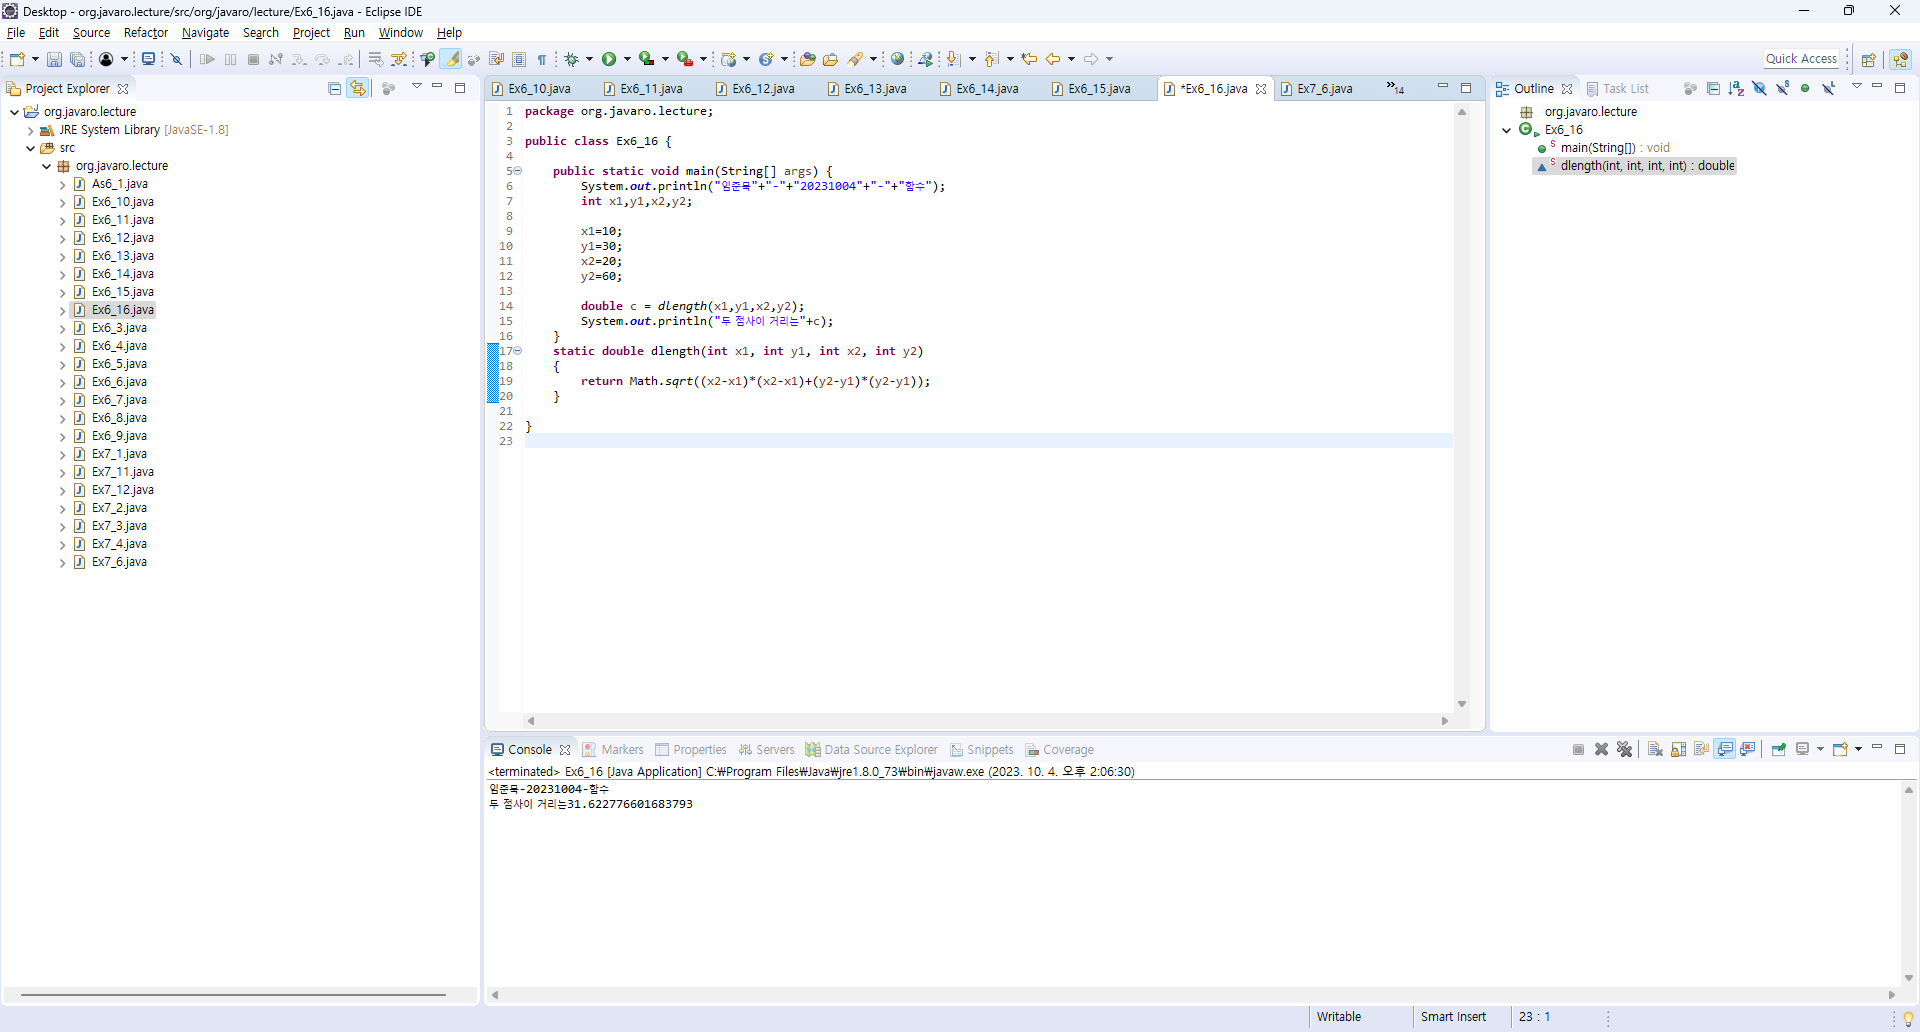 Desktop - org.javaro.lecture/src/org/javaro/lecture/Ex6_16.java - Eclipse IDE
File Edit Source Refactor Navigate Search Project Run Window Help
Quick Access
Project Explorer
org.javaro.lecture
JRE System Library [JavaSE-1.8]
src
org.javaro.lecture
As6_1.java
Ex6_10.java
Ex6_11.java
Ex6_12.java
Ex6_13.java
Ex6_14.java
Ex6_15.java
Ex6_16.java
Ex6_3.java
Ex6_4.java
Ex6_5.java
Ex6_6.java
Ex6_7.java
Ex6_8.java
Ex6_9.java
Ex7_1.java
Ex7_11.java
Ex7_12.java
Ex7_2.java
Ex7_3.java
Ex7_4.java
Ex7_6.java
Ex6_10.java Ex6_11.java Ex6_12.java Ex6_13.java Ex6_14.java Ex6_15.java *Ex6_16.java Ex7_6.java »14
1 package org.javaro.lecture;
2
3 public class Ex6_16 {
4
5 public static void main(String[] args) {
6 System.out.println("임준묵"+"-"+"20231004"+"-"+"함수");
7 int x1,y1,x2,y2;
8
9 x1=10;
10 y1=30;
11 x2=20;
12 y2=60;
13
14 double c = dlength(x1,y1,x2,y2);
15 System.out.println("두 점사이 거리는"+c);
16 }
17 static double dlength(int x1, int y1, int x2, int y2)
18 {
19 return Math.sqrt((x2-x1)*(x2-x1)+(y2-y1)*(y2-y1));
20 }
21
22 }
23
Outline Task List
org.javaro.lecture
Ex6_16
main(String[]) : void
dlength(int, int, int, int) : double
Console Markers Properties Servers Data Source Explorer Snippets Coverage
<terminated> Ex6_16 [Java Application] C:₩Program Files₩Java₩jre1.8.0_73₩bin₩javaw.exe (2023. 10. 4. 오후 2:06:30)
임준묵-20231004-함수
두 점사이 거리는31.622776601683793
Writable Smart Insert 23 : 1